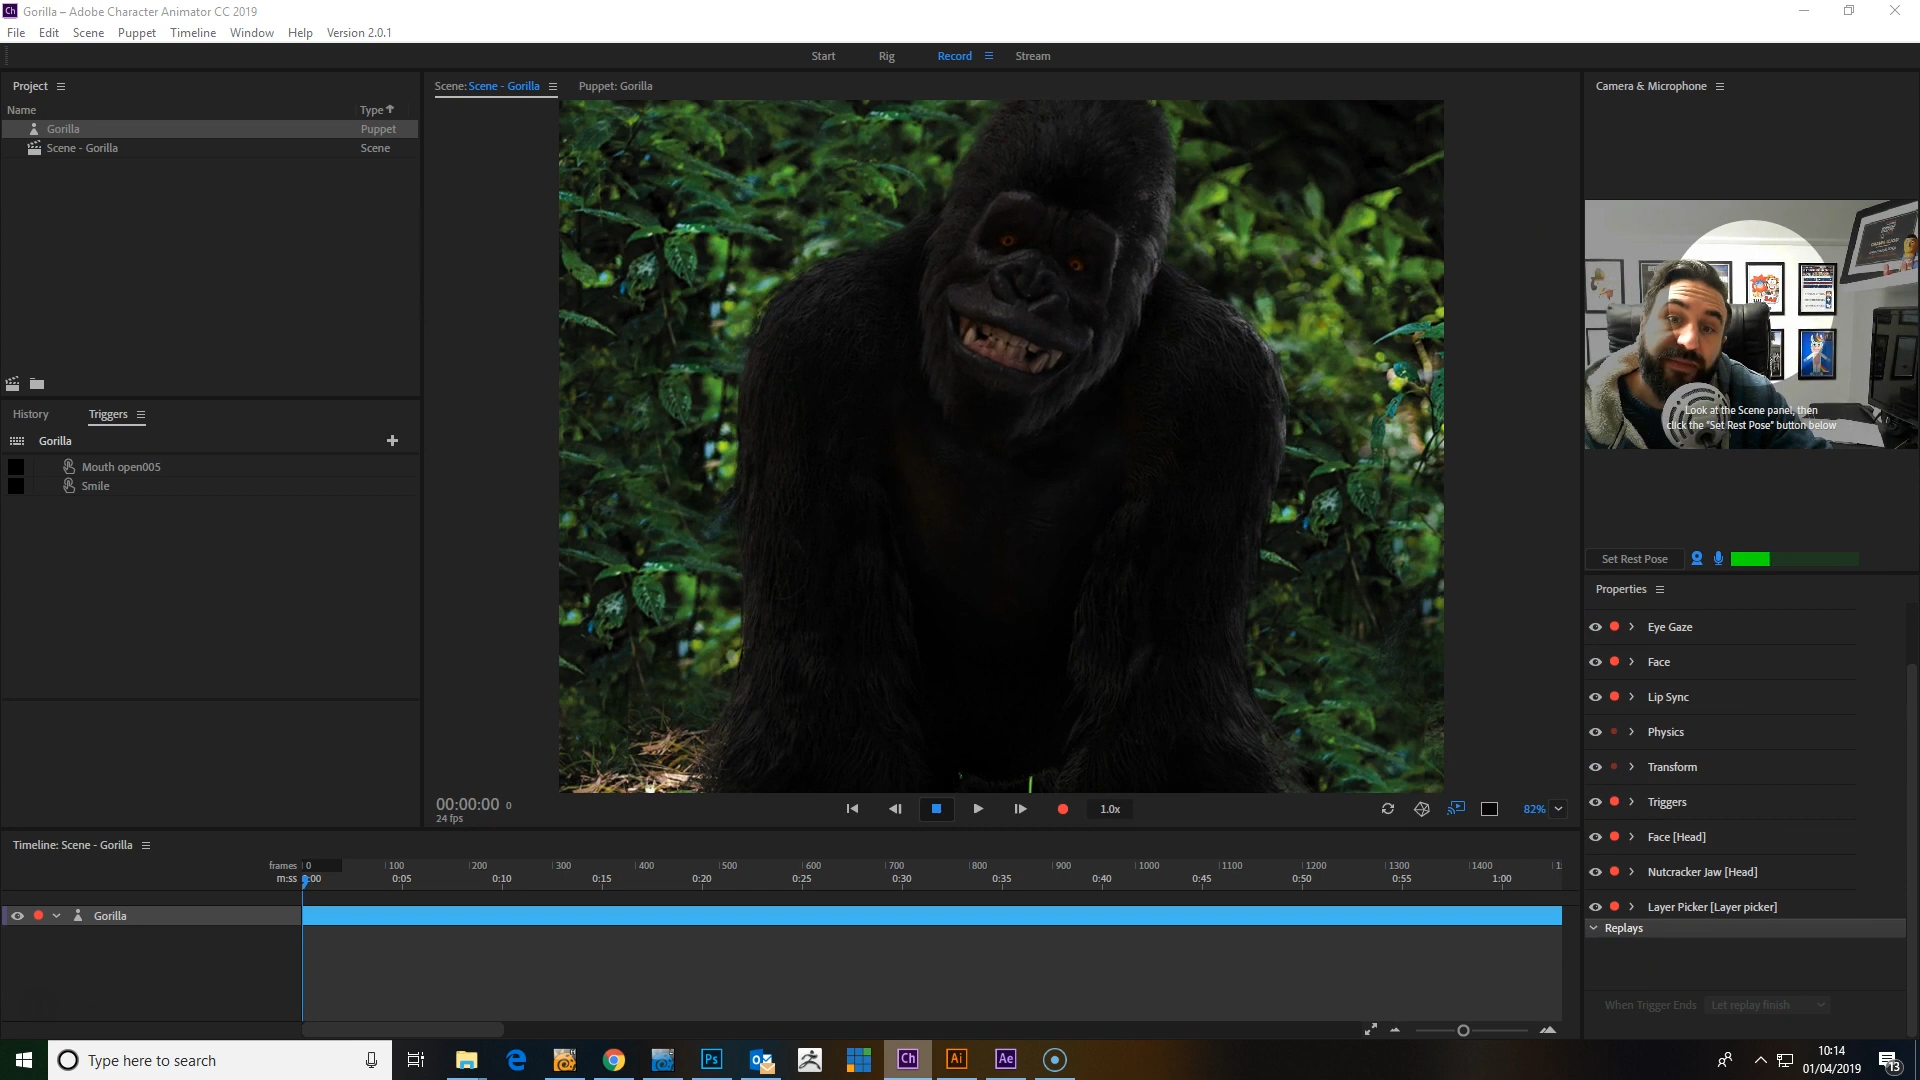 Ch Gorilla – Adobe Character Animator CC 2019
File Edit Scene Puppet Timeline Window Help Version 2.0.1
Start Rig Record Stream
Project
Name Type
Gorilla Puppet
Scene - Gorilla Scene
History Triggers
Gorilla
Mouth open005
Smile
Scene: Scene - Gorilla Puppet: Gorilla
00:00:00 0
24 fps
1.0x
82%
Camera & Microphone
Look at the Scene panel, then
click the "Set Rest Pose" button below
Set Rest Pose
Properties
Eye Gaze
Face
Lip Sync
Physics
Transform
Triggers
Face [Head]
Nutcracker Jaw [Head]
Layer Picker [Layer picker]
Replays
When Trigger Ends Let replay finish
Timeline: Scene - Gorilla
frames 0 100 200 300 400 500 600 700 800 900 1000 1100 1200 1300 1400
m:ss 0:05 0:10 0:15 0:20 0:25 0:30 0:35 0:40 0:45 0:50 0:55 1:00
Gorilla
Type here to search
Ps Ch Ai Ae
10:14
01/04/2019
13